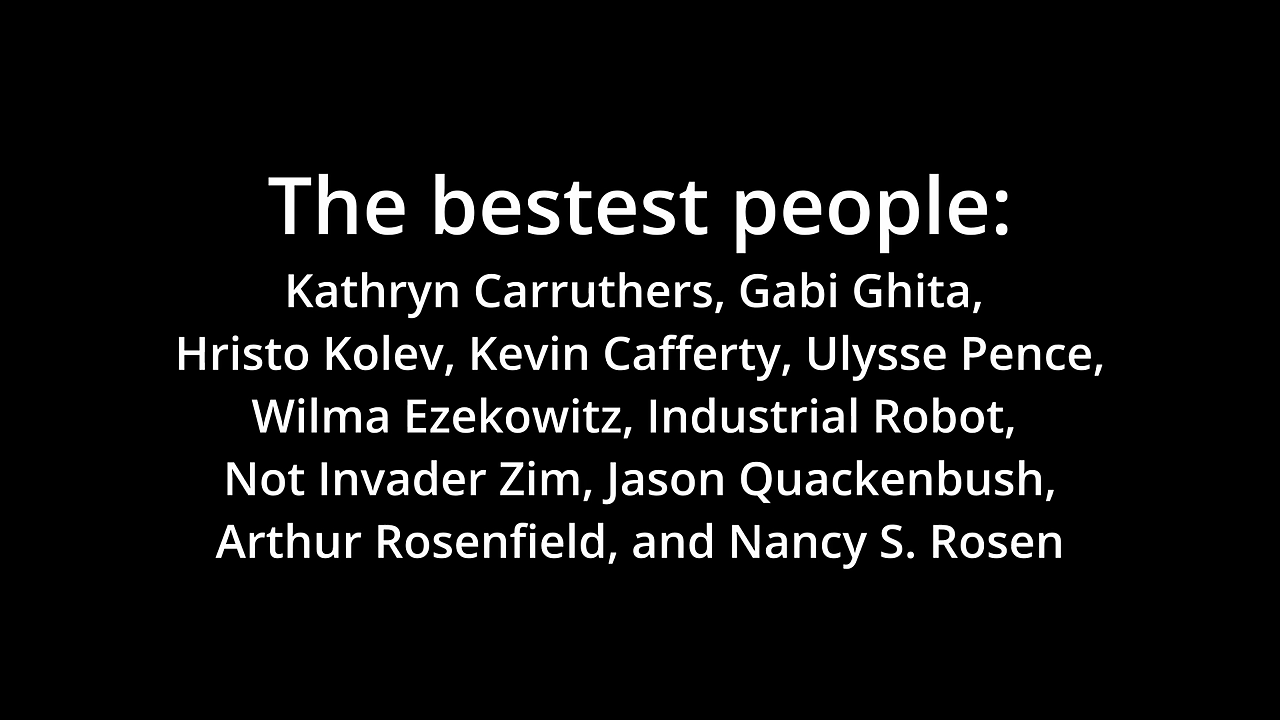 The bestest people:
Kathryn Carruthers, Gabi Ghita,
Hristo Kolev, Kevin Cafferty, Ulysse Pence,
Wilma Ezekowitz, Industrial Robot,
Not Invader Zim, Jason Quackenbush,
Arthur Rosenfield, and Nancy S. Rosen